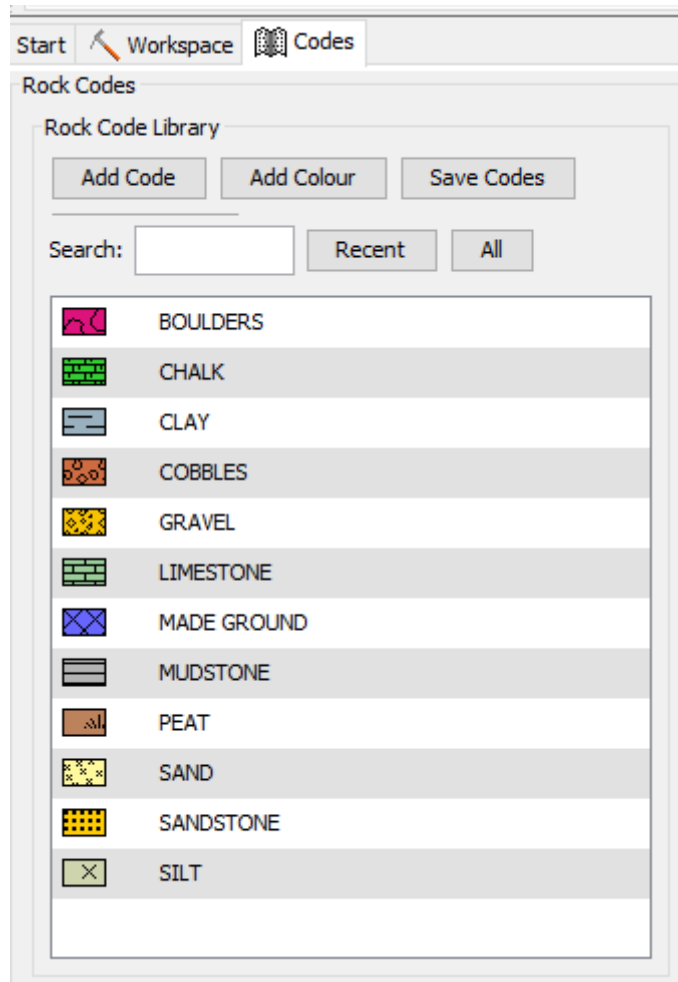 Start Workspace Codes
Rock Codes
Rock Code Library
Add Code Add Colour Save Codes
Search: Recent All
BOULDERS
CHALK
CLAY
COBBLES
GRAVEL
LIMESTONE
MADE GROUND
MUDSTONE
PEAT
SAND
SANDSTONE
SILT